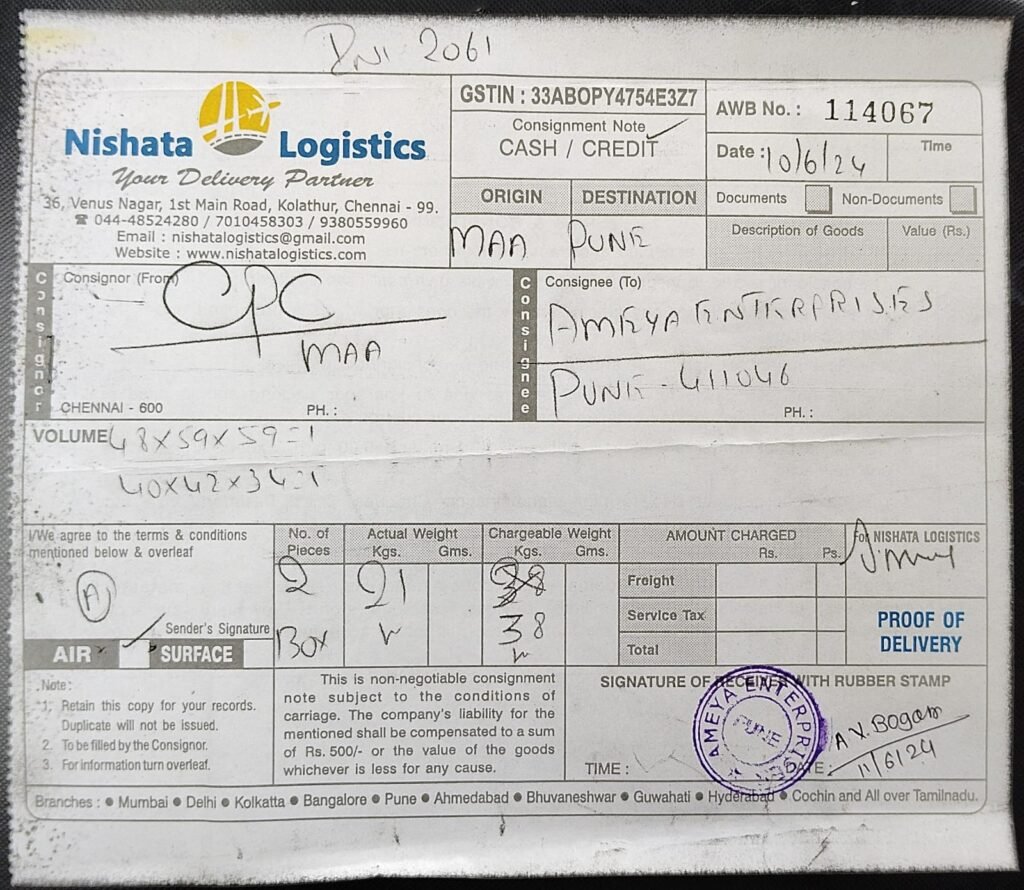 2061
Nishata Logistics
Your Delivery Partner
36, Venus Nagar, 1st Main Road, Kolathur, Chennai - 99.
☎ 044-48524280 / 7010458303 / 9380559960
Email : nishatalogistics@gmail.com
Website : www.nishatalogistics.com
GSTIN : 33ABOPY4754E3Z7
Consignment Note
CASH / CREDIT
AWB No. : 114067
Date : 10/6/24
Time
ORIGIN DESTINATION
MAA PUNE
Documents Non-Documents
Description of Goods Value (Rs.)
Consignor
Consignor (From)
CPC
MAA
CHENNAI - 600 PH. :
Consignee
Consignee (To)
AMEYA ENTERPRISES
PUNE - 411046
PH. :
VOLUME 48x59x59=1
40x42x34=1
I/We agree to the terms & conditions
mentioned below & overleaf
A
Sender's Signature
AIR SURFACE
No. of Pieces
2
Box
Actual Weight
Kgs. Gms.
21
Chargeable Weight
Kgs. Gms.
38
AMOUNT CHARGED
Rs. Ps.
Freight
Service Tax
Total
For NISHATA LOGISTICS
PROOF OF
DELIVERY
Note:
1. Retain this copy for your records.
Duplicate will not be issued.
2. To be filled by the Consignor.
3. For information turn overleaf.
This is non-negotiable consignment
note subject to the conditions of
carriage. The company's liability for the
mentioned shall be compensated to a sum
of Rs. 500/- or the value of the goods
whichever is less for any cause.
SIGNATURE OF RECEIVER WITH RUBBER STAMP
AMEYA ENTERPRISES
PUNE
A.V. Bogam
11/6/24
TIME : DATE :
Branches : ● Mumbai ● Delhi ● Kolkatta ● Bangalore ● Pune ● Ahmedabad ● Bhuvaneshwar ● Guwahati ● Hyderabad ● Cochin and All over Tamilnadu.